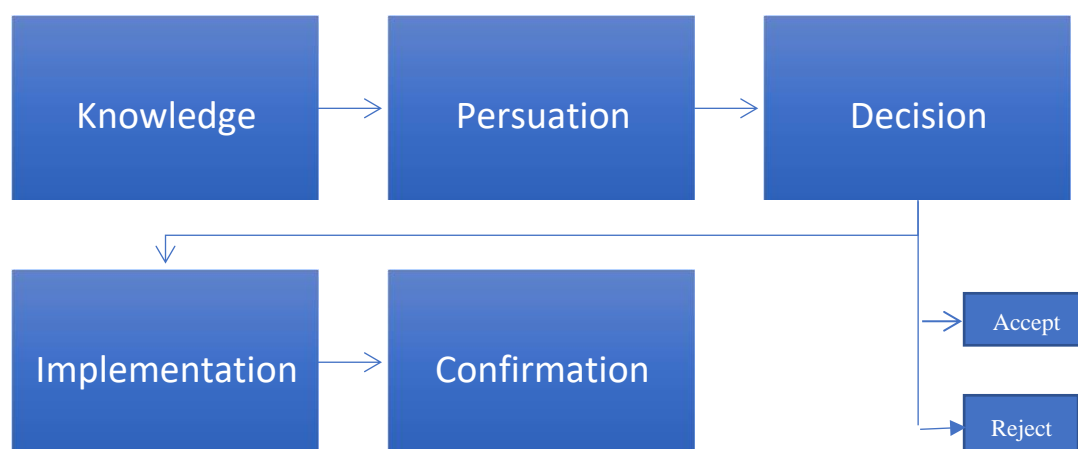 Knowledge
Persuation
Decision
Implementation
Confirmation
Accept
Reject